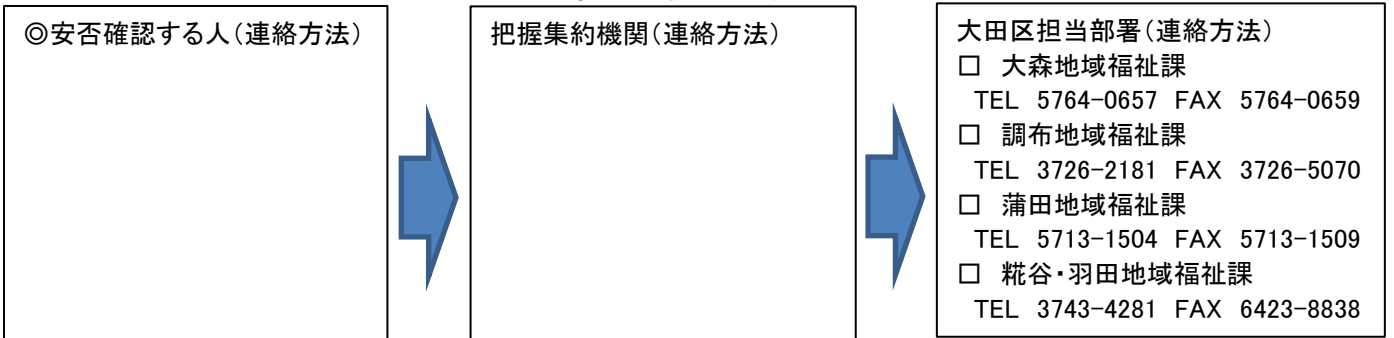 ◎安否確認する人(連絡方法)
把握集約機関(連絡方法)
大田区担当部署(連絡方法)
□ 大森地域福祉課
TEL 5764-0657 FAX 5764-0659
□ 調布地域福祉課
TEL 3726-2181 FAX 3726-5070
□ 蒲田地域福祉課
TEL 5713-1504 FAX 5713-1509
□ 糀谷・羽田地域福祉課
TEL 3743-4281 FAX 6423-8838